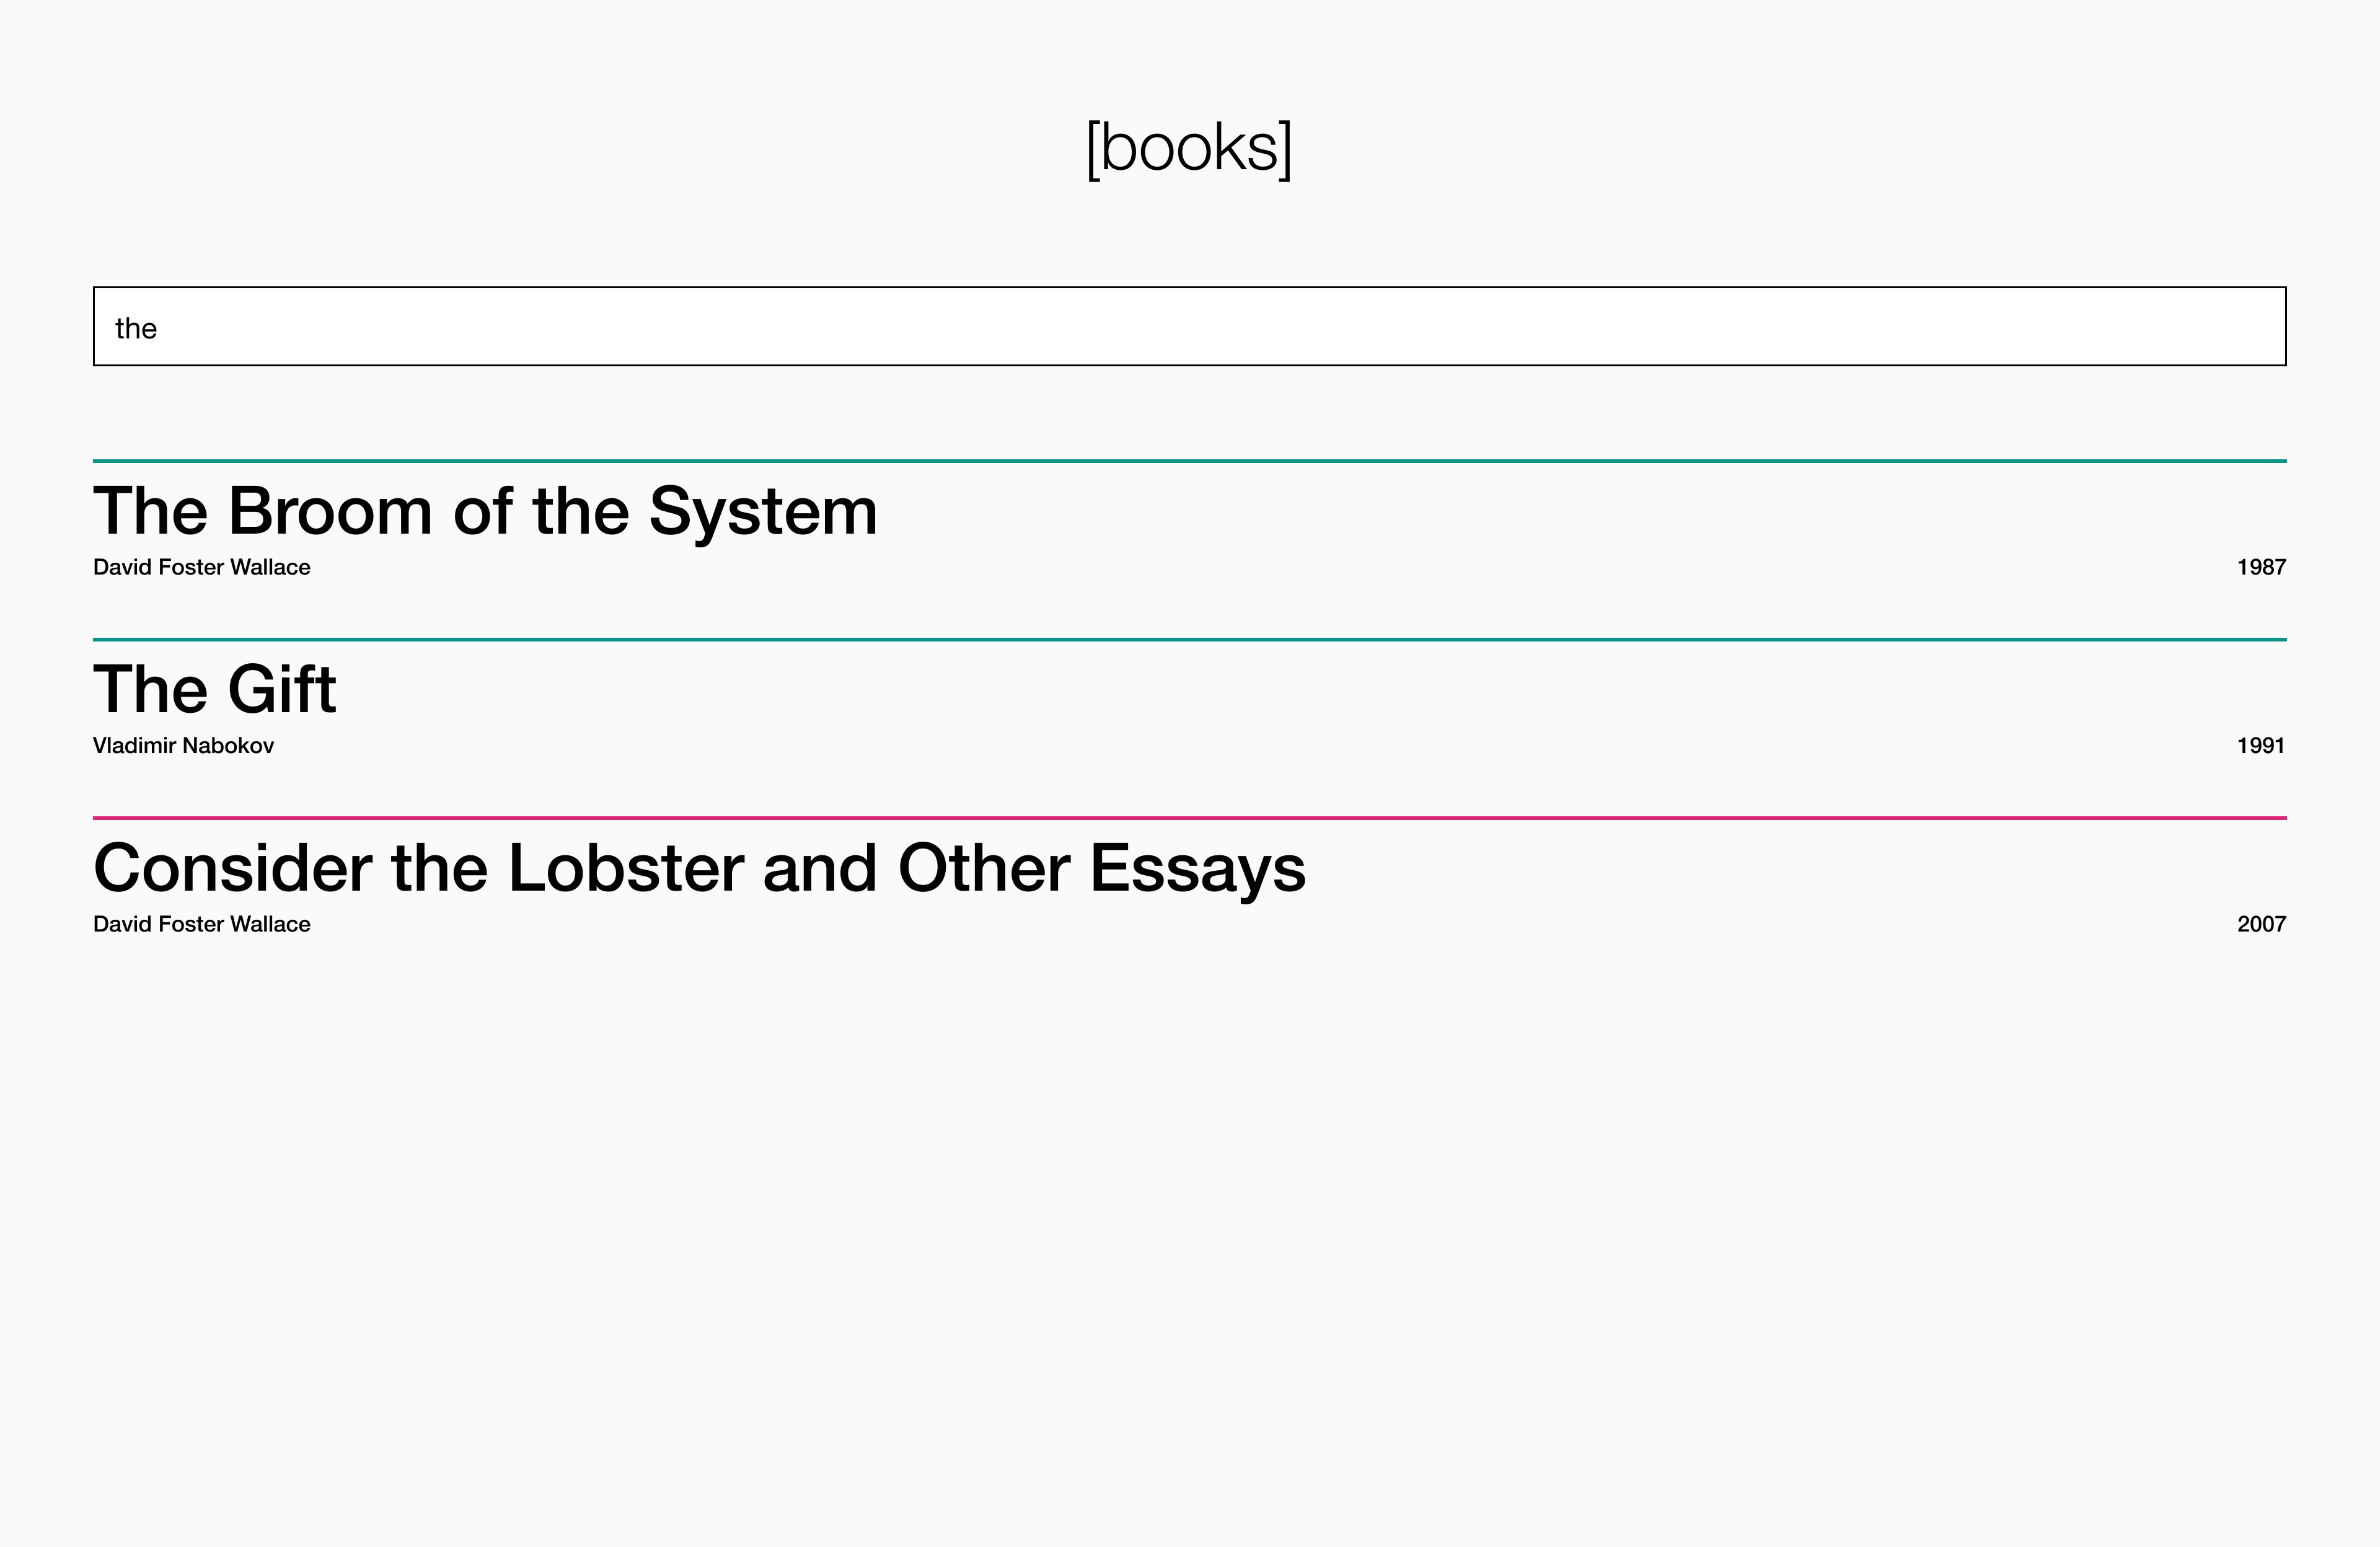 [books]
the
The Broom of the System
David Foster Wallace 1987
The Gift
Vladimir Nabokov 1991
Consider the Lobster and Other Essays
David Foster Wallace 2007